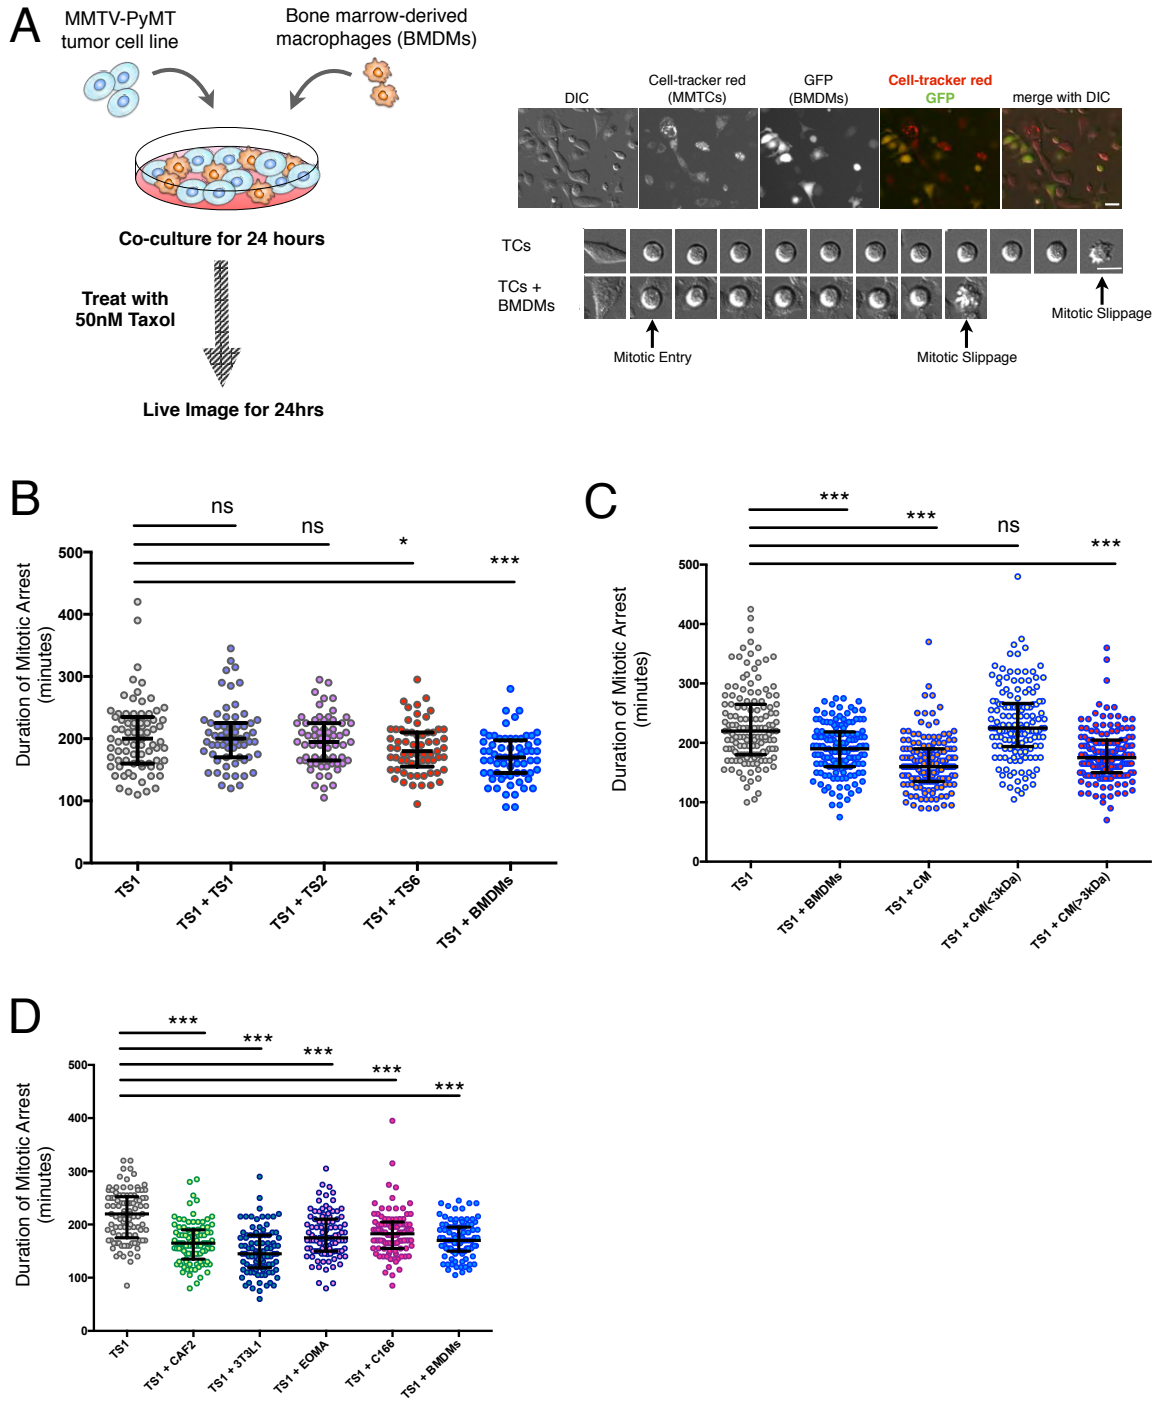 A
MMTV-PyMT
tumor cell line
Bone marrow-derived
macrophages (BMDMs)
Co-culture for 24 hours
Treat with
50nM Taxol
Live Image for 24hrs
DIC
Cell-tracker red
(MMTCs)
GFP
(BMDMs)
Cell-tracker red
GFP
merge with DIC
TCs
TCs +
BMDMs
Mitotic Entry
Mitotic Slippage
Mitotic Slippage
B
ns
ns
*
***
Duration of Mitotic Arrest
(minutes)
500
400
300
200
100
0
TS1
TS1 + TS1
TS1 + TS2
TS1 + TS6
TS1 + BMDMs
C
***
***
ns
***
Duration of Mitotic Arrest
(minutes)
500
400
300
200
100
0
TS1
TS1 + BMDMs
TS1 + CM
TS1 + CM(<3kDa)
TS1 + CM(>3kDa)
D
***
***
***
***
***
Duration of Mitotic Arrest
(minutes)
500
400
300
200
100
0
TS1
TS1 + CAF2
TS1 + 3T3L1
TS1 + EOMA
TS1 + C166
TS1 + BMDMs